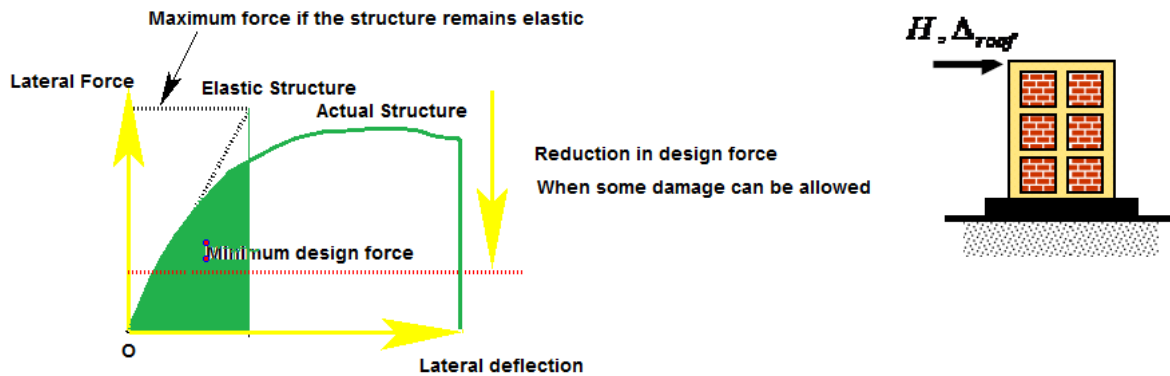 Maximum force if the structure remains elastic
H, Δroof
Lateral Force
Elastic Structure
Actual Structure
Reduction in design force
When some damage can be allowed
Minimum design force
O
Lateral deflection